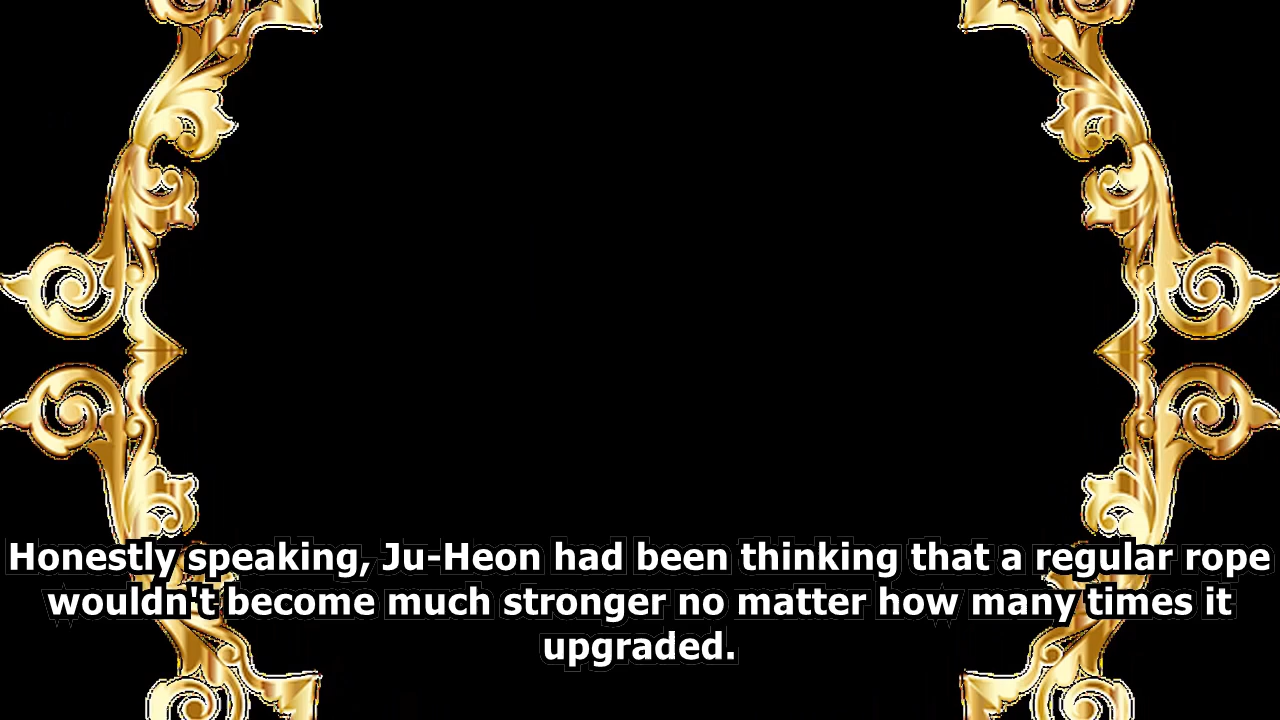 Honestly speaking, Ju-Heon had been thinking that a regular rope
wouldn't become much stronger no matter how many times it
upgraded.